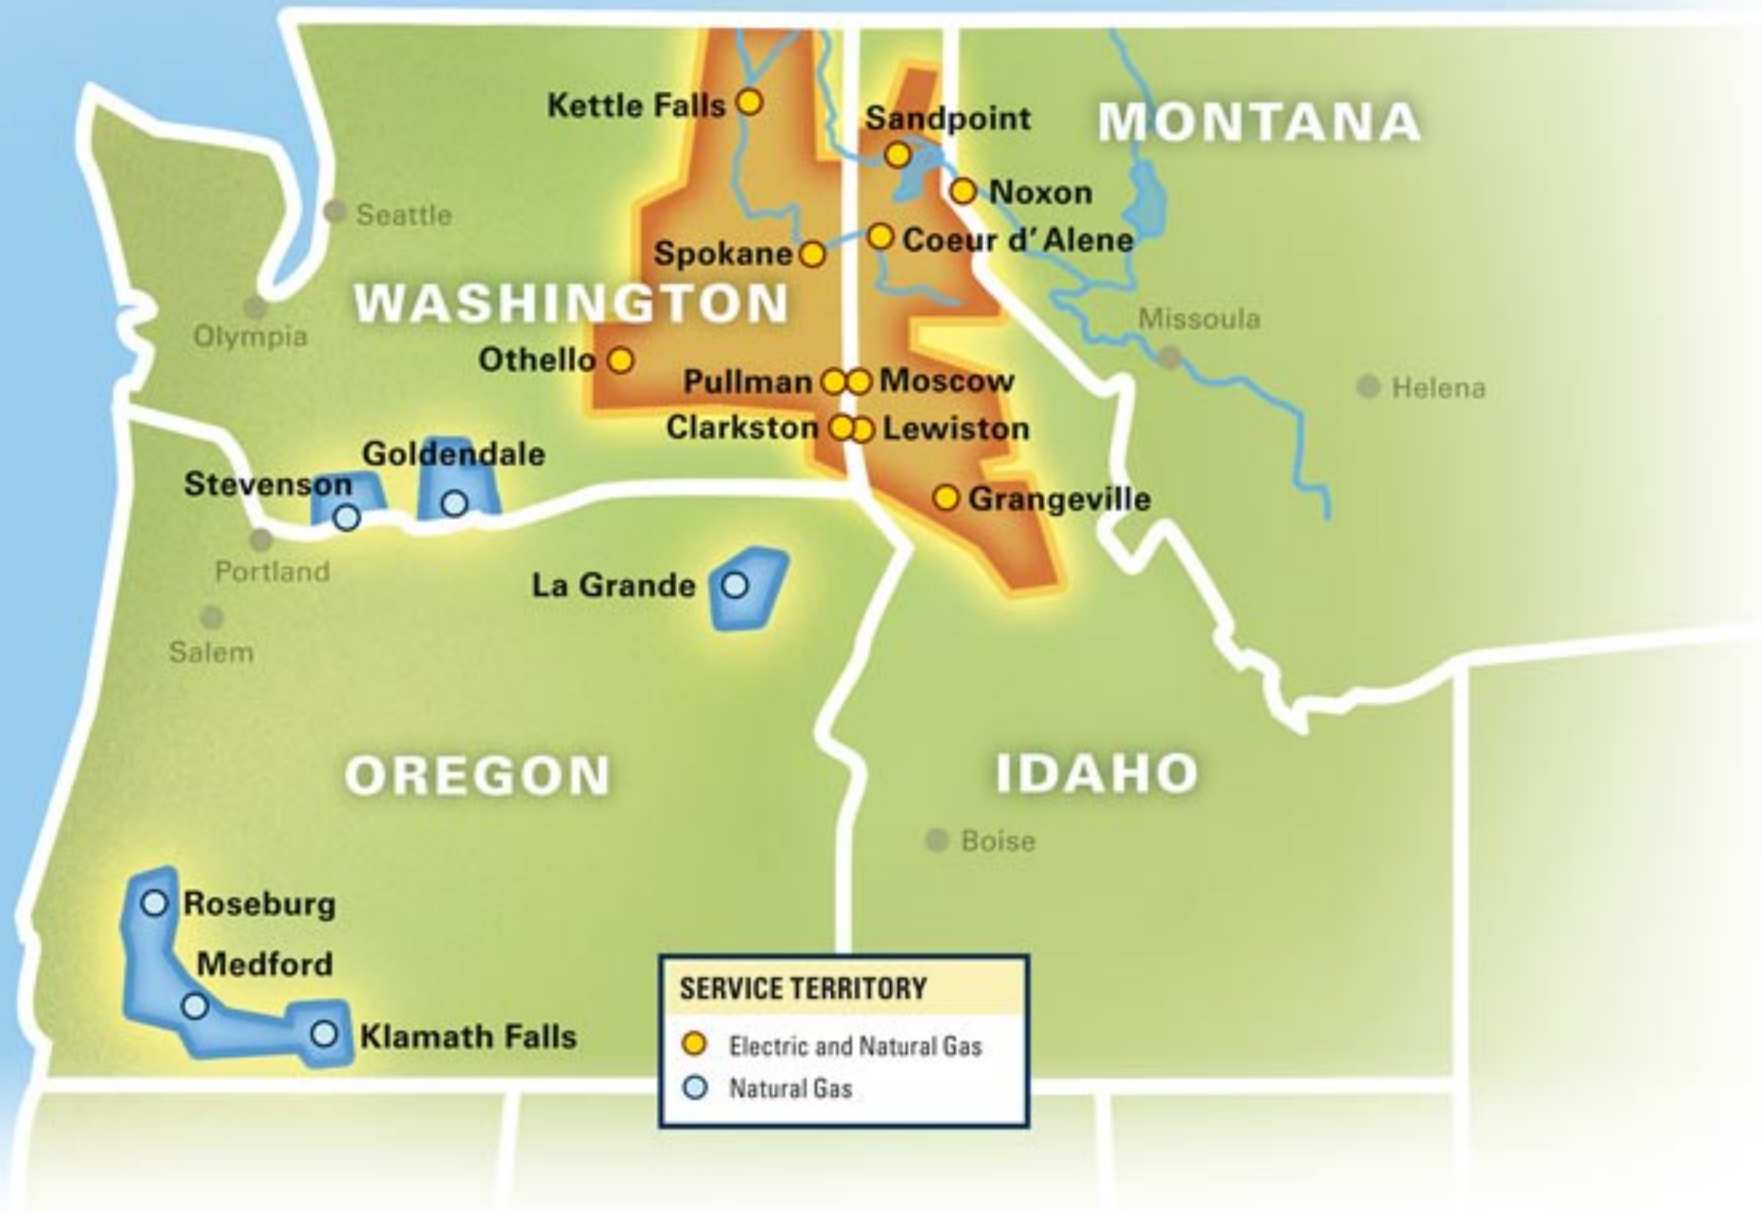 Kettle Falls
Sandpoint
MONTANA
Noxon
Seattle
Spokane
Coeur d'Alene
WASHINGTON
Olympia
Missoula
Othello
Pullman
Moscow
Helena
Clarkston
Lewiston
Goldendale
Stevenson
Grangeville
Portland
La Grande
Salem
OREGON
IDAHO
Boise
Roseburg
Medford
Klamath Falls
SERVICE TERRITORY
Electric and Natural Gas
Natural Gas